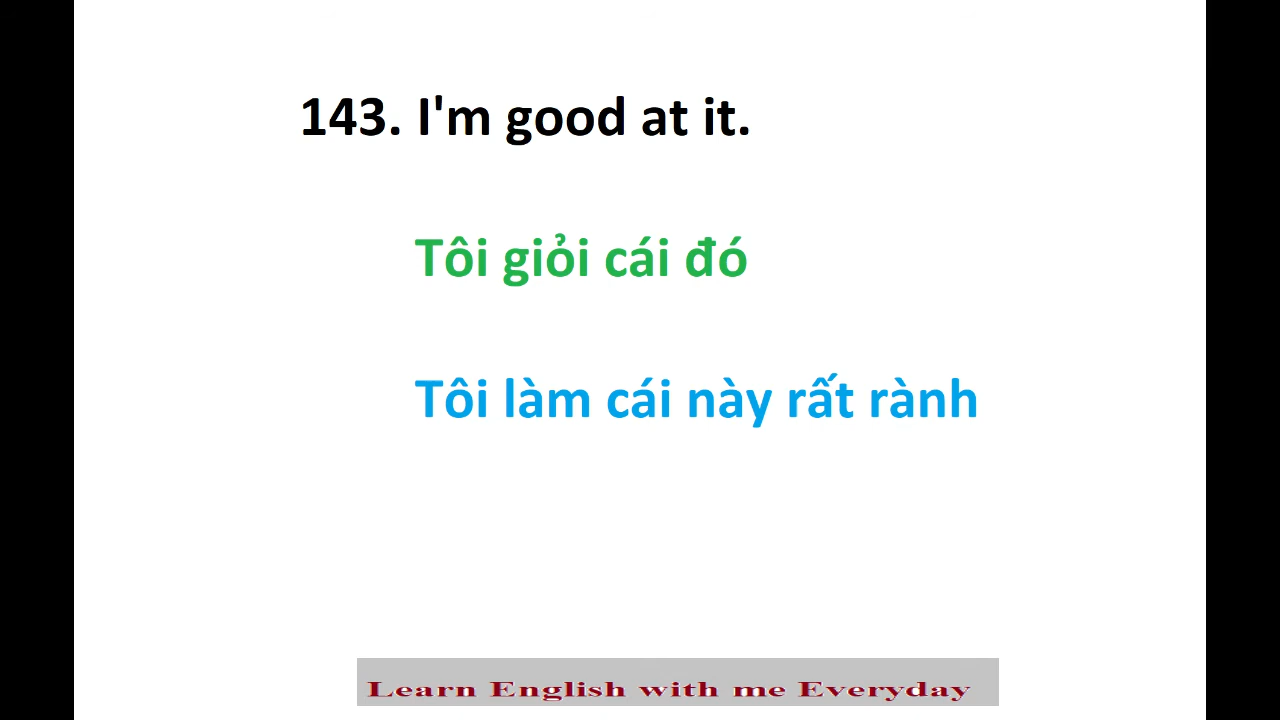 143. I'm good at it.
Tôi giỏi cái đó
Tôi làm cái này rất rành
Learn English with me Everyday